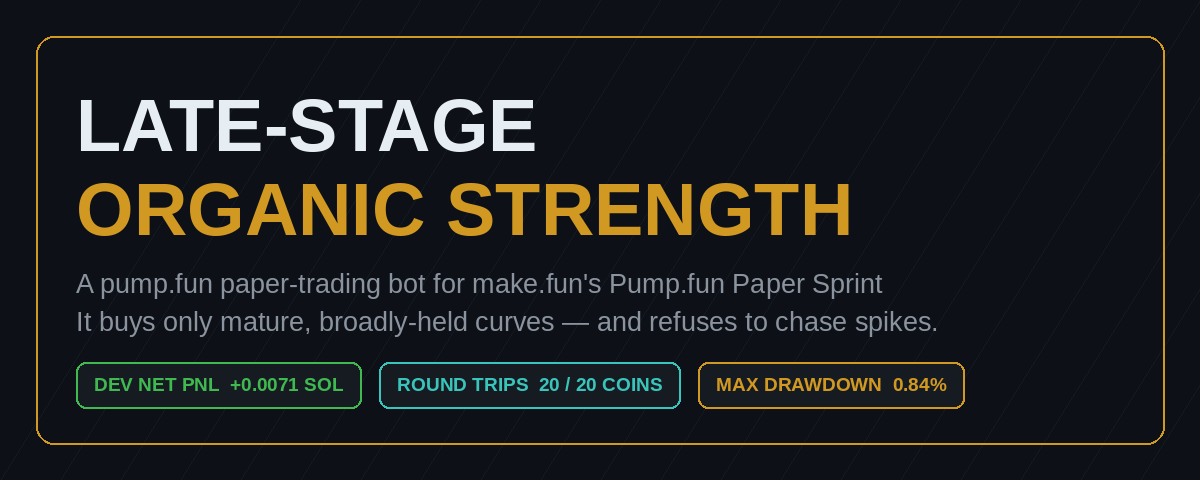 LATE-STAGE
ORGANIC STRENGTH
A pump.fun paper-trading bot for make.fun's Pump.fun Paper Sprint
It buys only mature, broadly-held curves — and refuses to chase spikes.
DEV NET PNL +0.0071 SOL
ROUND TRIPS 20 / 20 COINS
MAX DRAWDOWN 0.84%